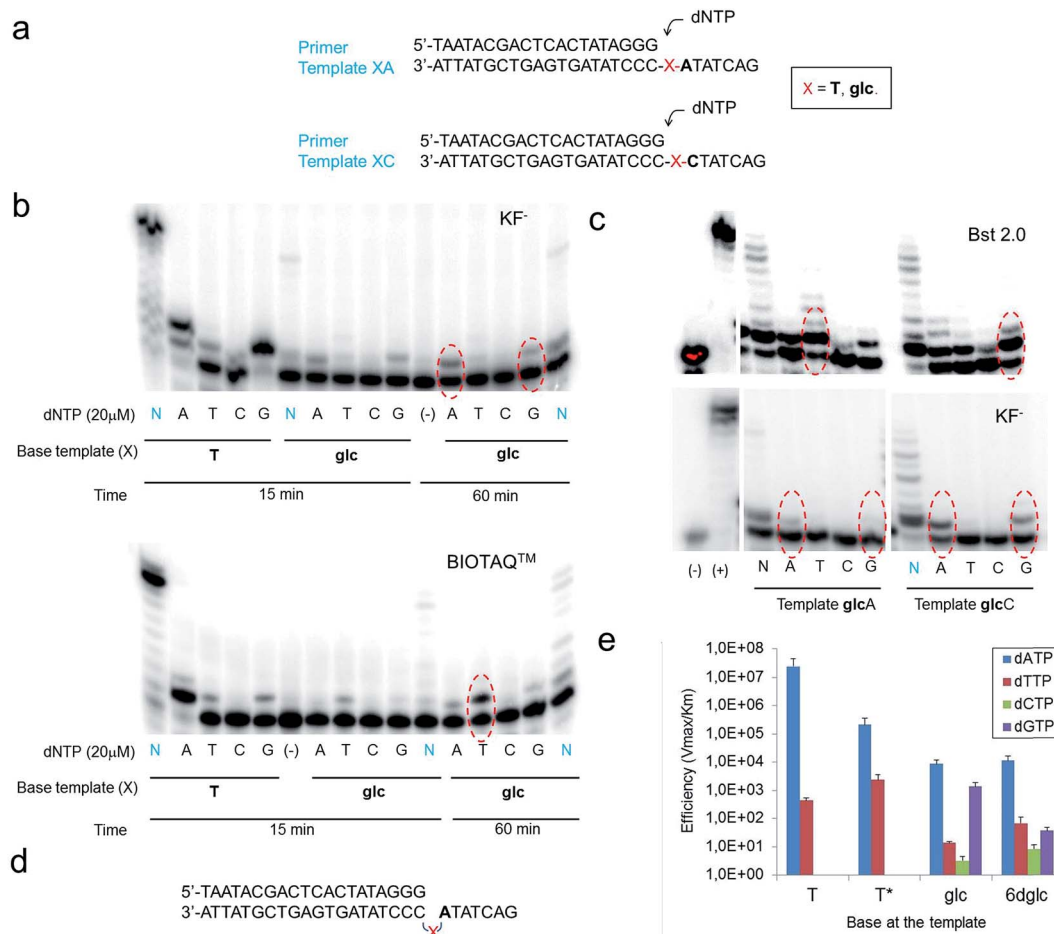 a
dNTP
Primer 5'-TAATACGACTCACTATAGGG
Template XA 3'-ATTATGCTGAGTGATATCCC-X-ATATCAG
X = T, glc.
dNTP
Primer 5'-TAATACGACTCACTATAGGG
Template XC 3'-ATTATGCTGAGTGATATCCC-X-CTATCAG
b
KF-
dNTP (20µM) N A T C G N A T C G (-) A T C G N
Base template (X) T glc glc
Time 15 min 60 min
BIOTAQ™
dNTP (20µM) N A T C G (-) A T C G N A T C G N
Base template (X) T glc glc
Time 15 min 60 min
c
Bst 2.0
KF-
(-) (+) N A T C G N A T C G
Template glcA Template glcC
d
5'-TAATACGACTCACTATAGGG
3'-ATTATGCTGAGTGATATCCC ATATCAG
X
e
dATP
dTTP
dCTP
dGTP
Efficiency (Vmax/Km)
1,0E+08
1,0E+07
1,0E+06
1,0E+05
1,0E+04
1,0E+03
1,0E+02
1,0E+01
1,0E+00
T T* glc 6dglc
Base at the template